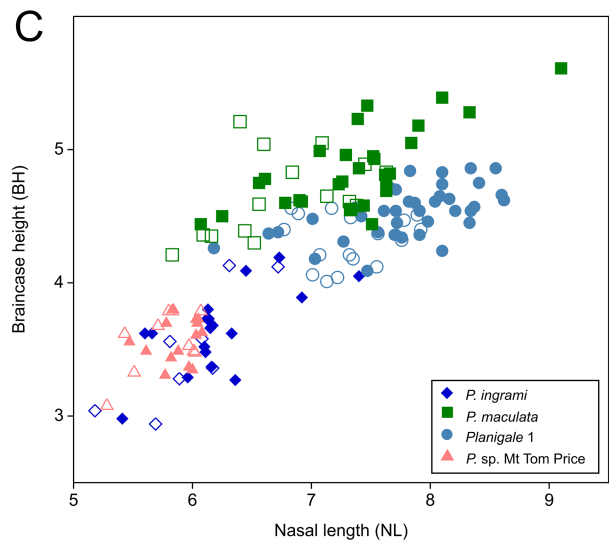 C
Braincase height (BH)
5
4
3
P. ingrami
P. maculata
Planigale 1
P. sp. Mt Tom Price
5 6 7 8 9
Nasal length (NL)